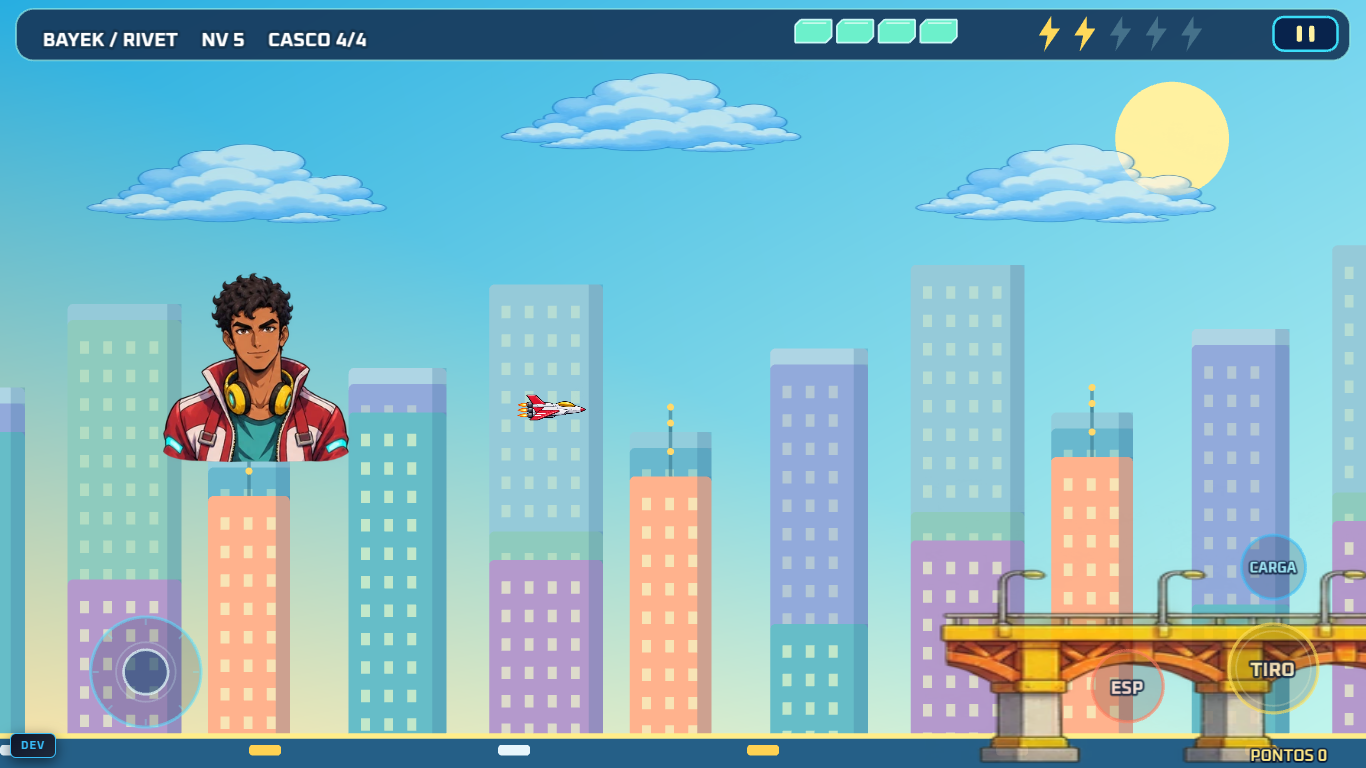 BAYEK / RIVET NV 5 CASCO 4/4
CARGA
TIRO
ESP
DEV
PONTOS 0